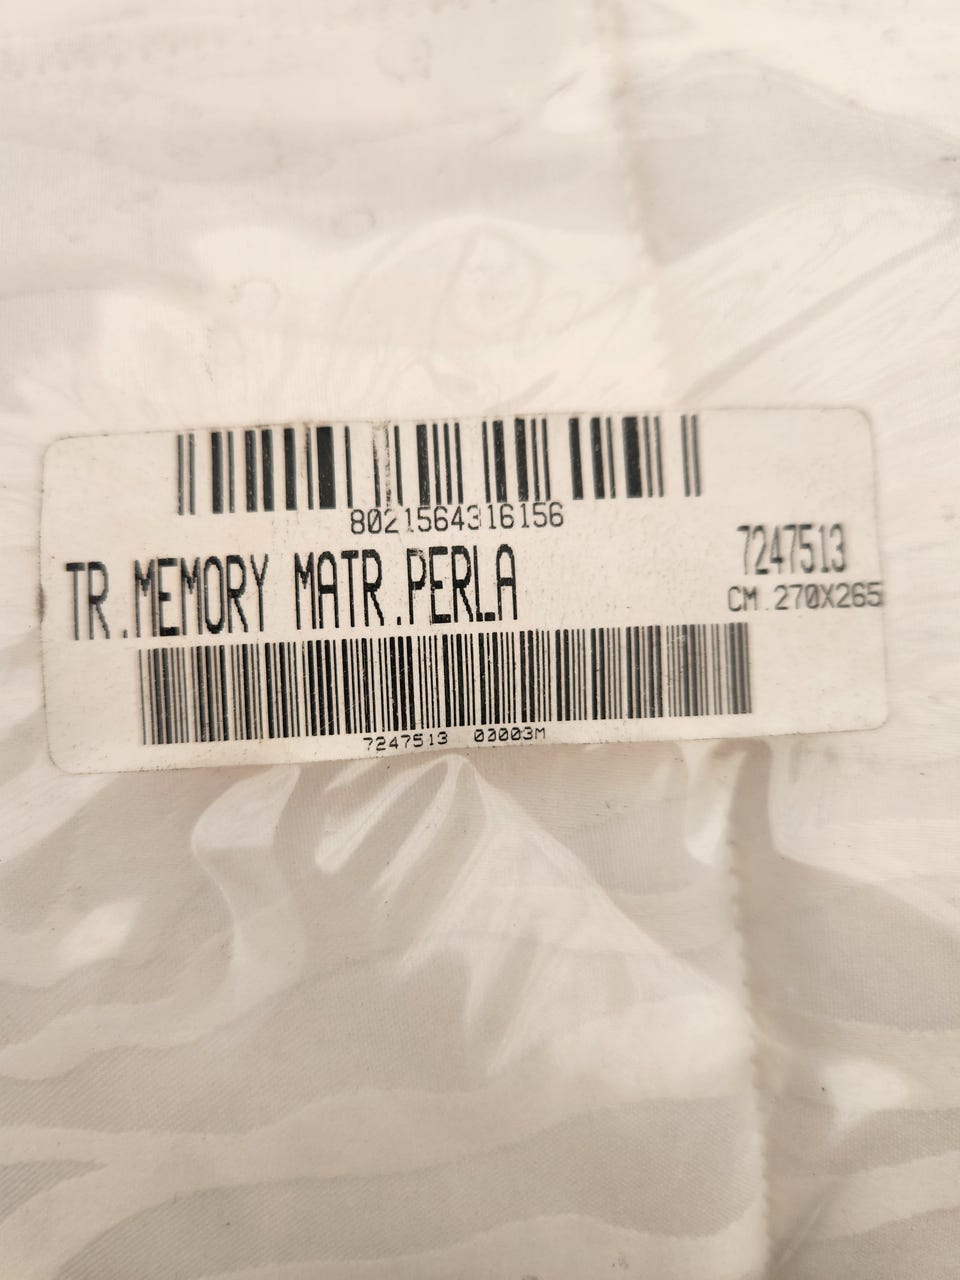 8021564316156
TR.MEMORY MATR.PERLA
7247513
CM.270X265
7247513 00003M